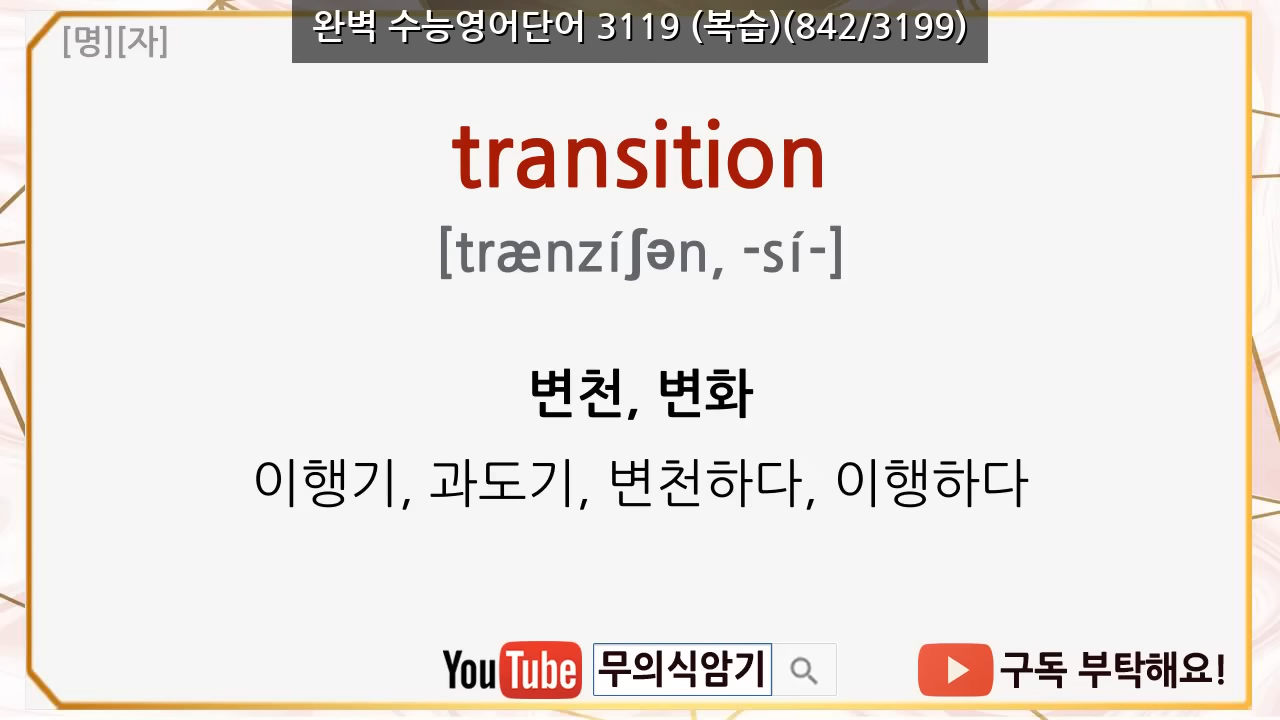 완벽 수능영어단어 3119 (복습)(842/3199)
[명][자]
transition
[trænzíʃən, -sí-]
변천, 변화
이행기, 과도기, 변천하다, 이행하다
YouTube 무의식암기 구독 부탁해요!